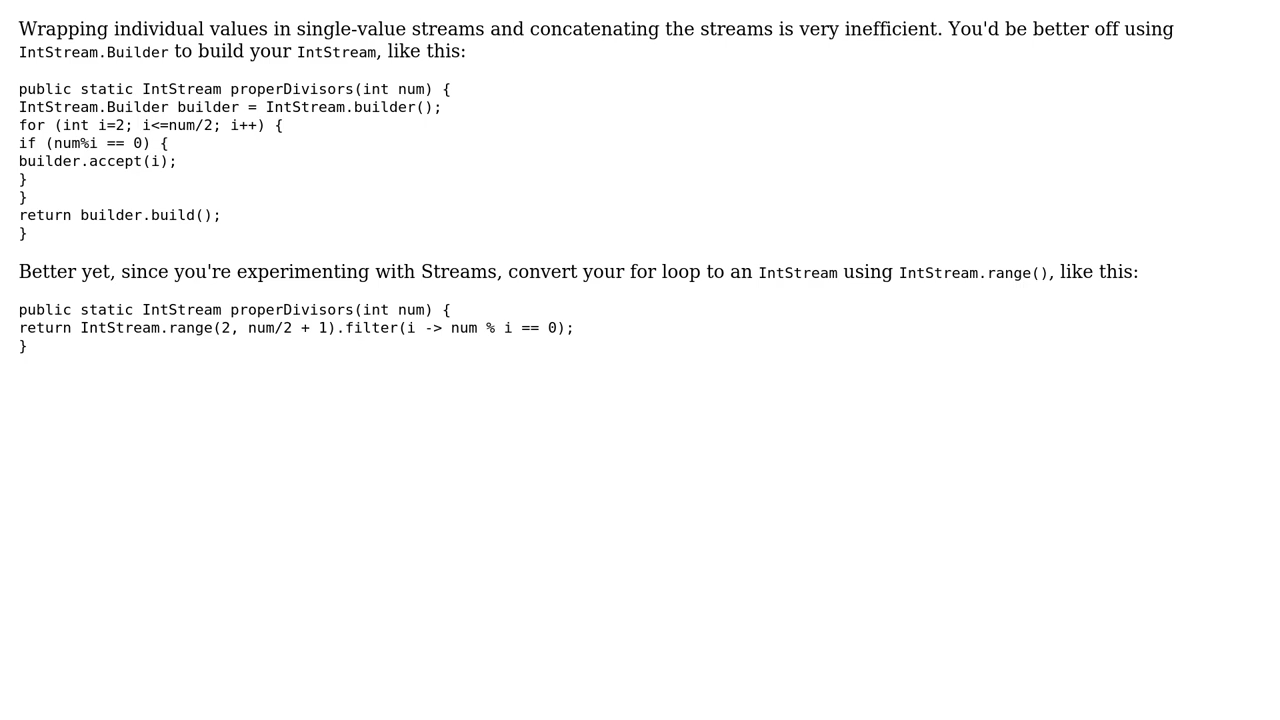 Wrapping individual values in single-value streams and concatenating the streams is very inefficient. You'd be better off using
IntStream.Builder to build your IntStream, like this:
public static IntStream properDivisors(int num) {
IntStream.Builder builder = IntStream.builder();
for (int i=2; i<=num/2; i++) {
if (num%i == 0) {
builder.accept(i);
}
}
return builder.build();
}
Better yet, since you're experimenting with Streams, convert your for loop to an IntStream using IntStream.range(), like this:
public static IntStream properDivisors(int num) {
return IntStream.range(2, num/2 + 1).filter(i -> num % i == 0);
}